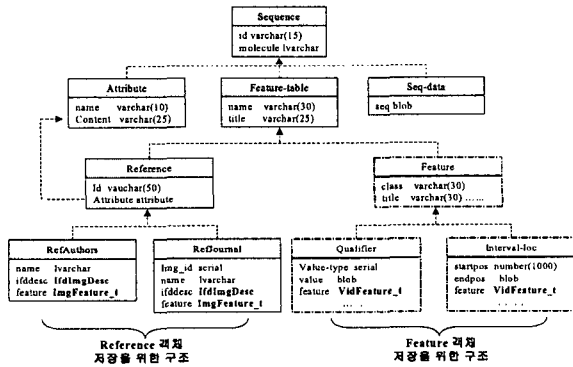 Sequence
id varchar(15)
molecule lvarchar
Attribute
name varchar(10)
Content varchar(25)
Feature-table
name varchar(30)
title varchar(25)
Seq-data
seq blob
Reference
Id vauchar(50)
Attribute attribute
Feature
class varchar(30)
title varchar(30) ......
RefAuthors
name lvarchar
ifddesc IfdImgDesc
feature ImgFeature_t
RefJournal
Img_id serial
name lvarchar
ifddesc IfdImgDesc
feature ImgFeature_t
Qualifier
Value-type serial
value blob
feature VidFeature_t
... .
Interval-loc
startpos number(1000)
endpos blob
feature VidFeature_t
. . . .
Reference 객체
저장을 위한 구조
Feature 객체
저장을 위한 구조